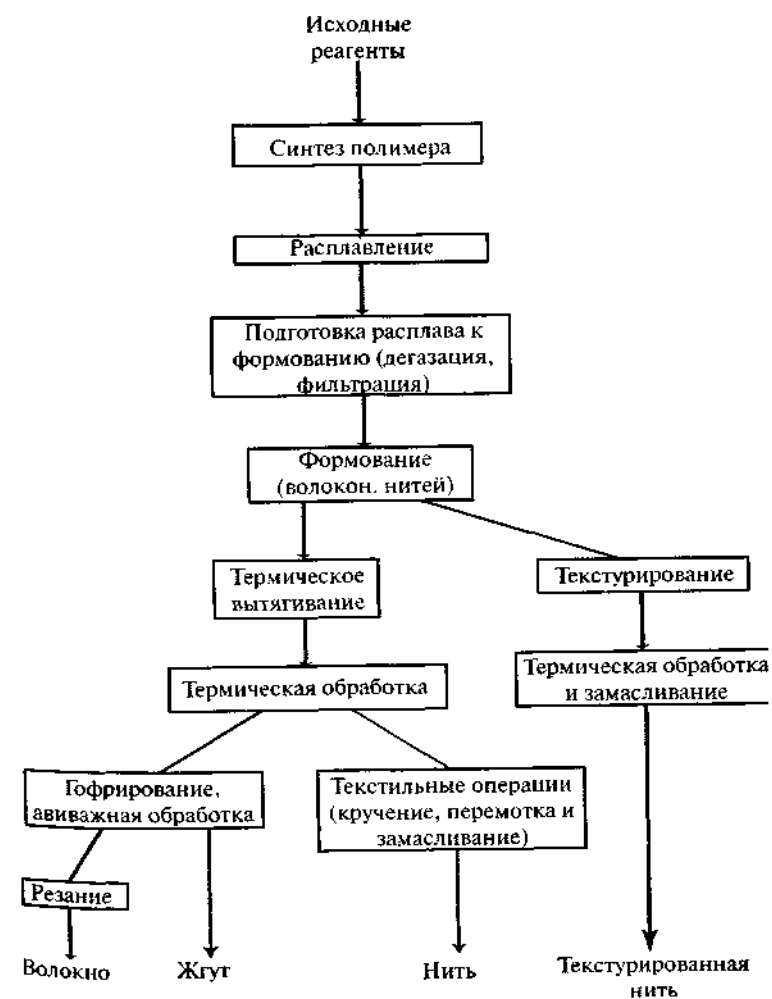 Исходные
реагенты
Синтез полимера
Расплавление
Подготовка расплава к
формованию (дегазация,
фильтрация)
Формование
(волокон. нитей)
Термическое
вытягивание
Текстурирование
Термическая обработка
Термическая обработка
и замасливание
Гофрирование,
авиважная обработка
Текстильные операции
(кручение, перемотка и
замасливание)
Резание
Волокно
Жгут
Нить
Текстурированная
нить